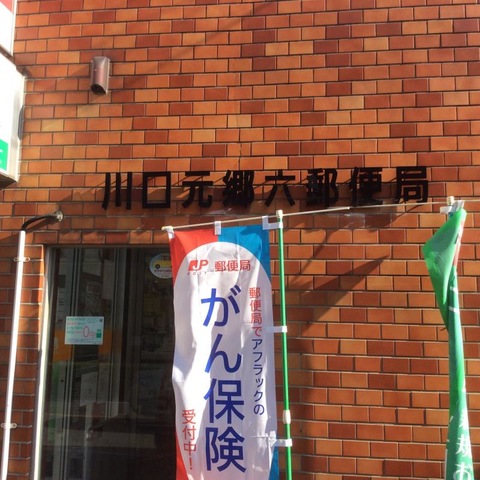 川口元郷六郵便局
JP 郵便局
郵便局でアフラックの
がん保険
受付中!